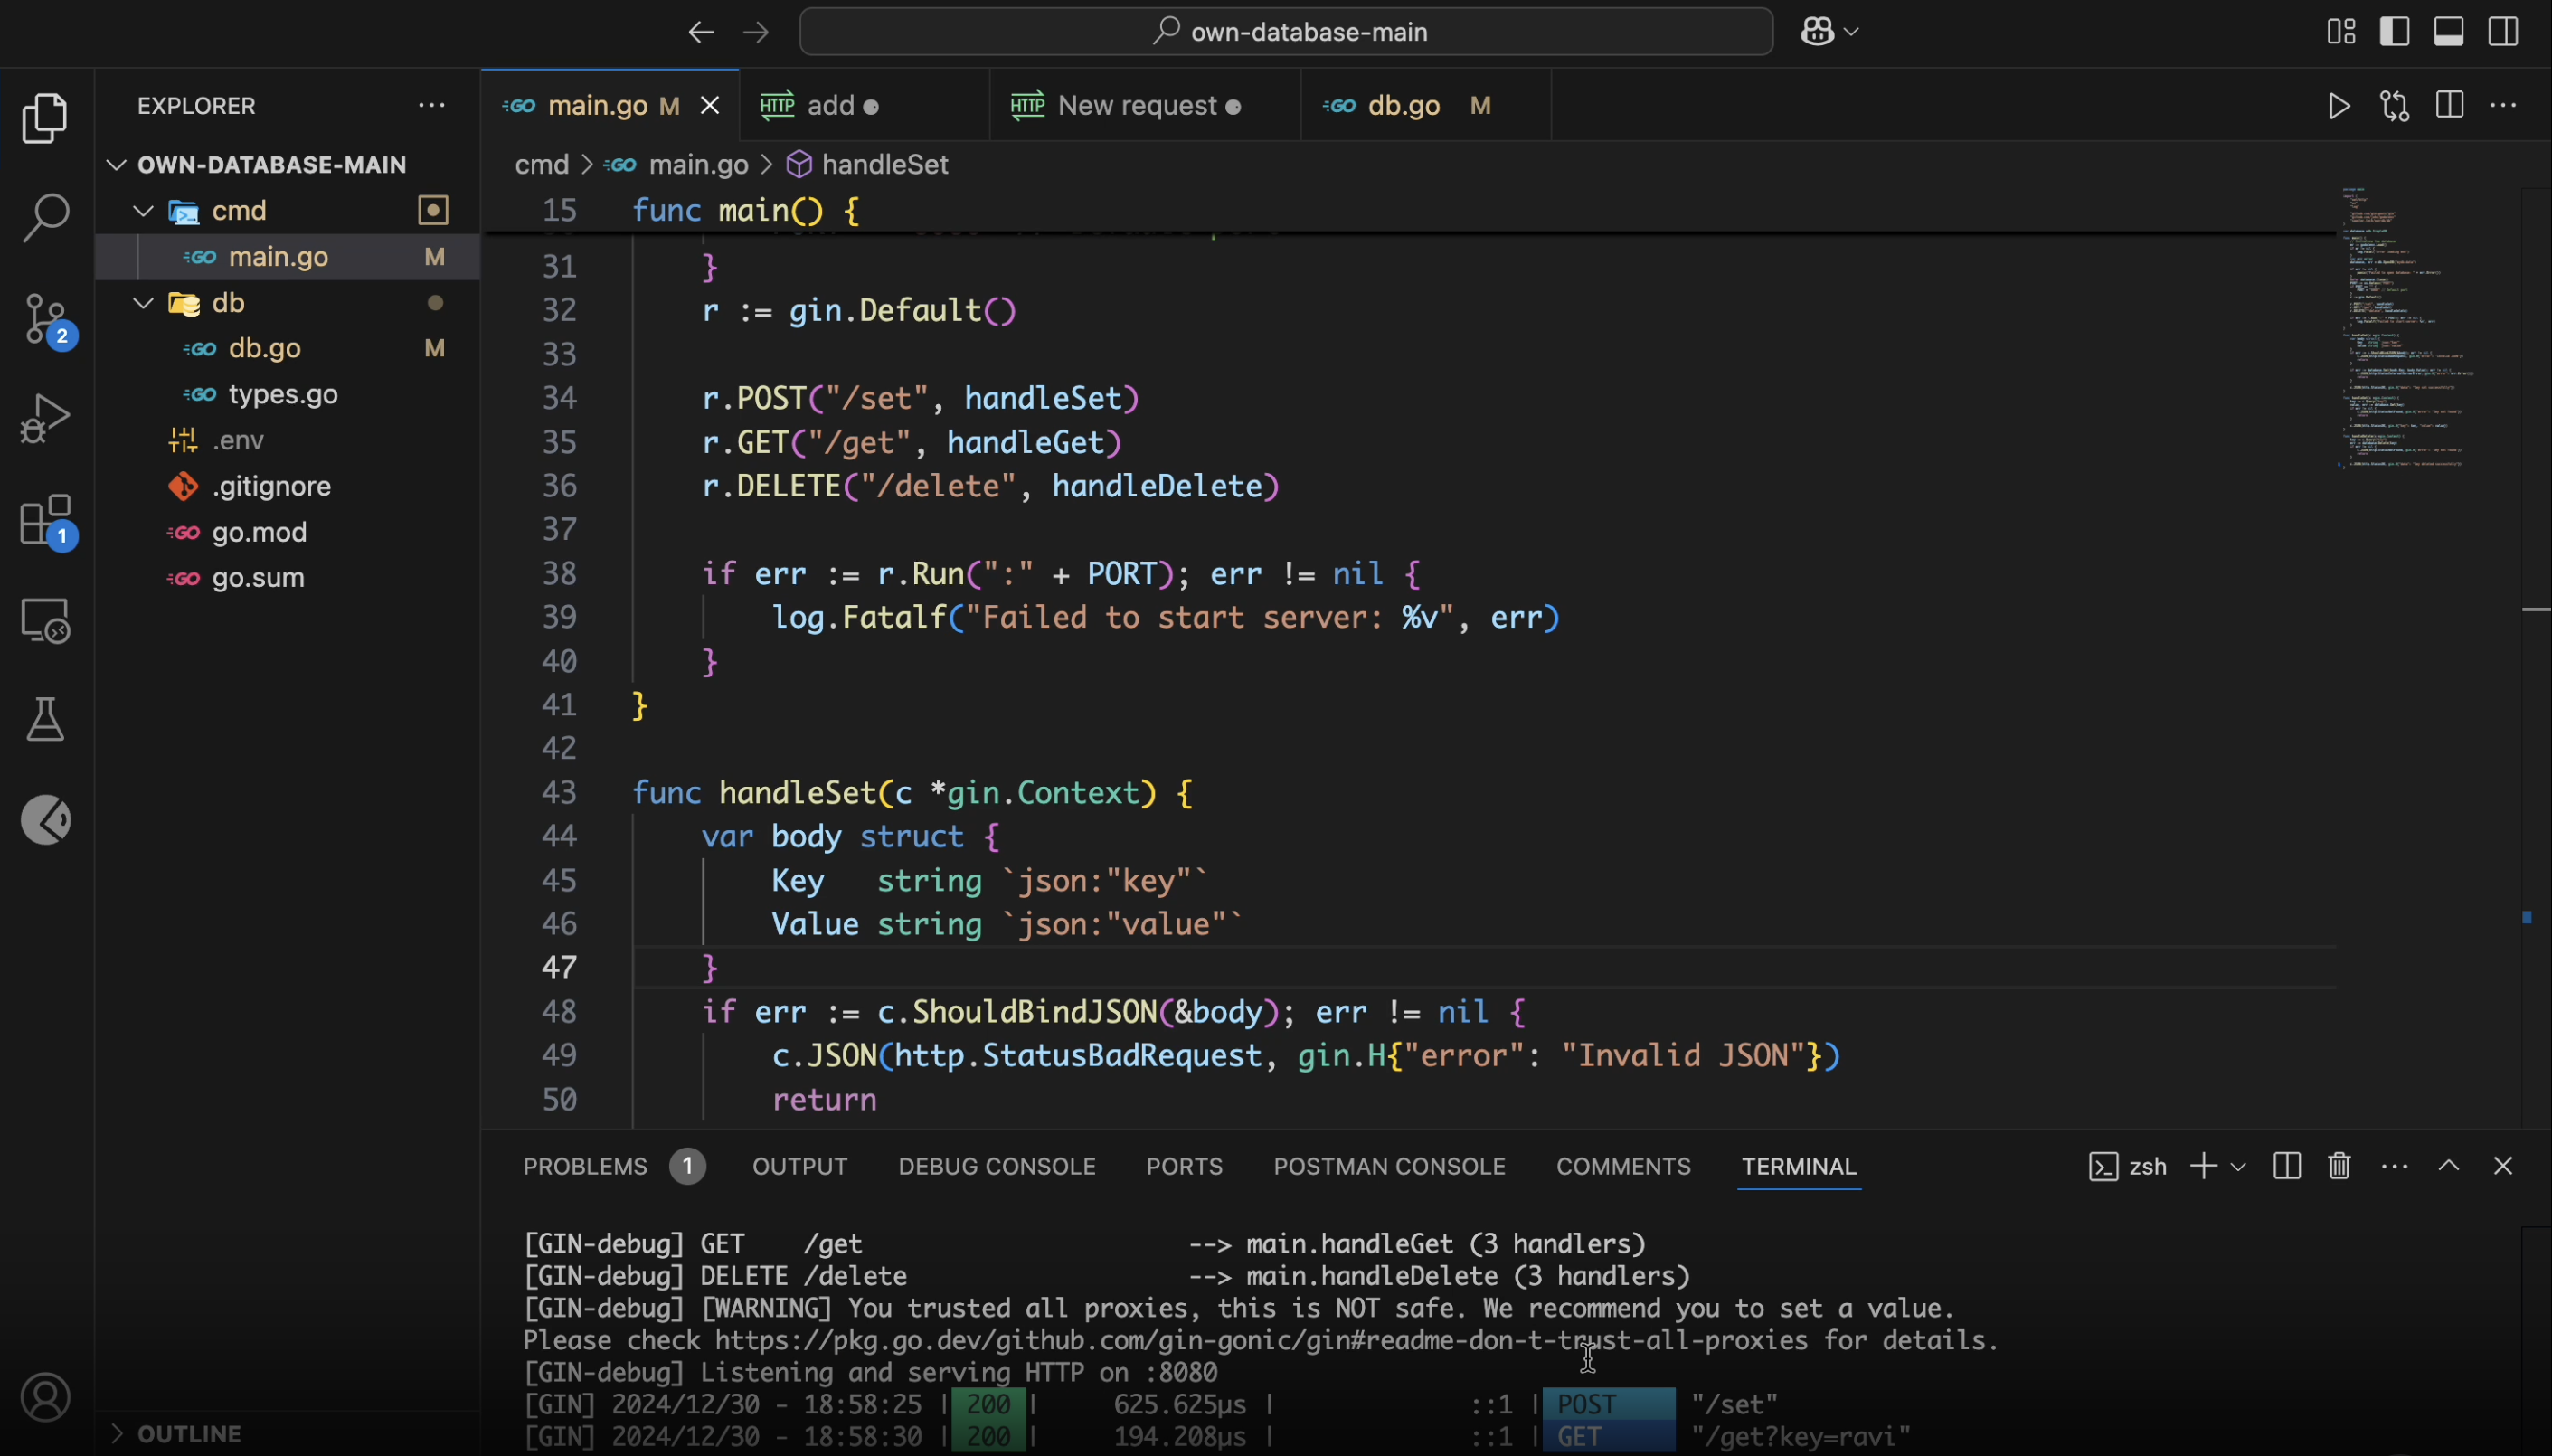 own-database-main
EXPLORER
main.go M
HTTP add
HTTP New request
db.go M
OWN-DATABASE-MAIN
cmd
main.go M
db
db.go M
types.go
.env
.gitignore
go.mod
go.sum
OUTLINE
2
1
cmd > main.go > handleSet
15 func main() {
31 }
32 r := gin.Default()
33
34 r.POST("/set", handleSet)
35 r.GET("/get", handleGet)
36 r.DELETE("/delete", handleDelete)
37
38 if err := r.Run(":" + PORT); err != nil {
39 log.Fatalf("Failed to start server: %v", err)
40 }
41 }
42
43 func handleSet(c *gin.Context) {
44 var body struct {
45 Key string `json:"key"`
46 Value string `json:"value"`
47 }
48 if err := c.ShouldBindJSON(&body); err != nil {
49 c.JSON(http.StatusBadRequest, gin.H{"error": "Invalid JSON"})
50 return
PROBLEMS 1 OUTPUT DEBUG CONSOLE PORTS POSTMAN CONSOLE COMMENTS TERMINAL zsh
[GIN-debug] GET /get --> main.handleGet (3 handlers)
[GIN-debug] DELETE /delete --> main.handleDelete (3 handlers)
[GIN-debug] [WARNING] You trusted all proxies, this is NOT safe. We recommend you to set a value.
Please check https://pkg.go.dev/github.com/gin-gonic/gin#readme-don-t-trust-all-proxies for details.
[GIN-debug] Listening and serving HTTP on :8080
[GIN] 2024/12/30 - 18:58:25 | 200 | 625.625µs | ::1 | POST "/set"
[GIN] 2024/12/30 - 18:58:30 | 200 | 194.208µs | ::1 | GET "/get?key=ravi"